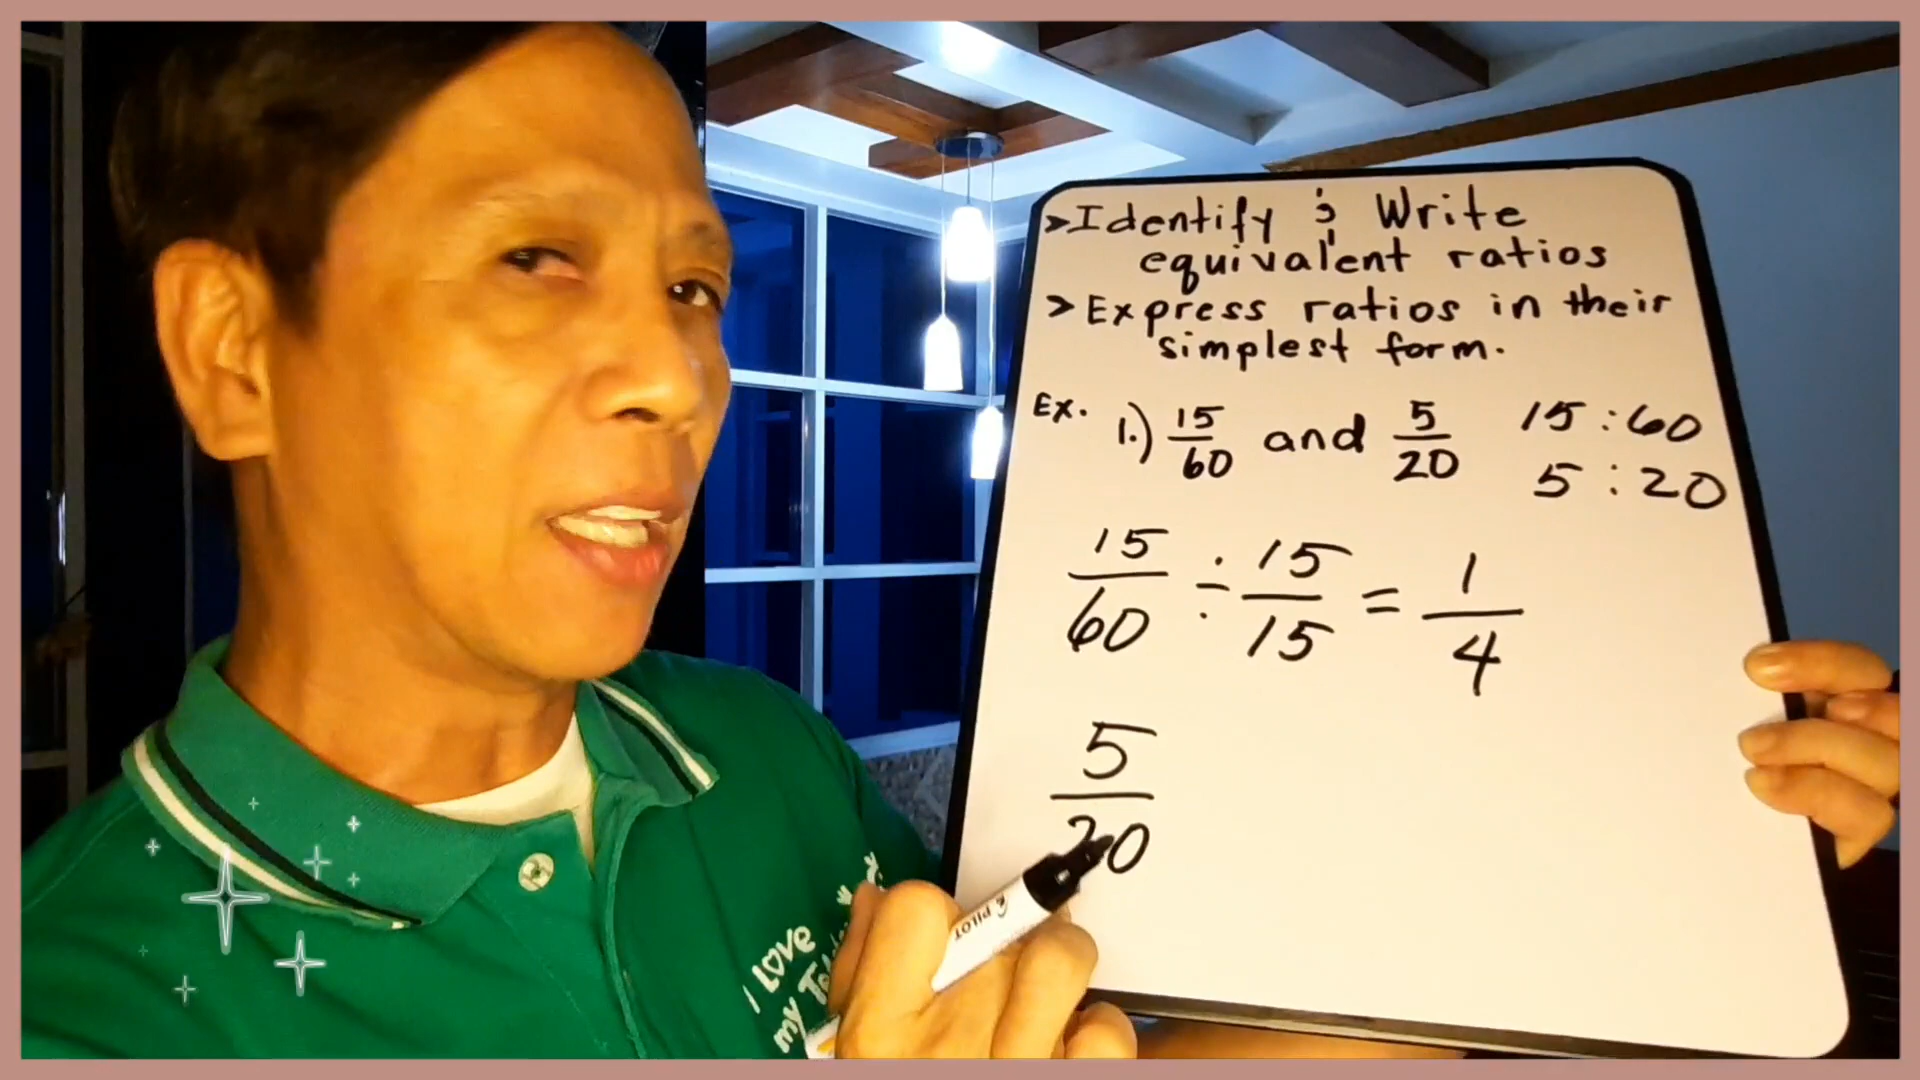 ➢Identify & Write
equivalent ratios
➢Express ratios in their
simplest form.
Ex. 1.) 15/60 and 5/20
15 : 60
5 : 20
15/60 ÷ 15/15 = 1/4
5/20
PILOT
I LOVE
my